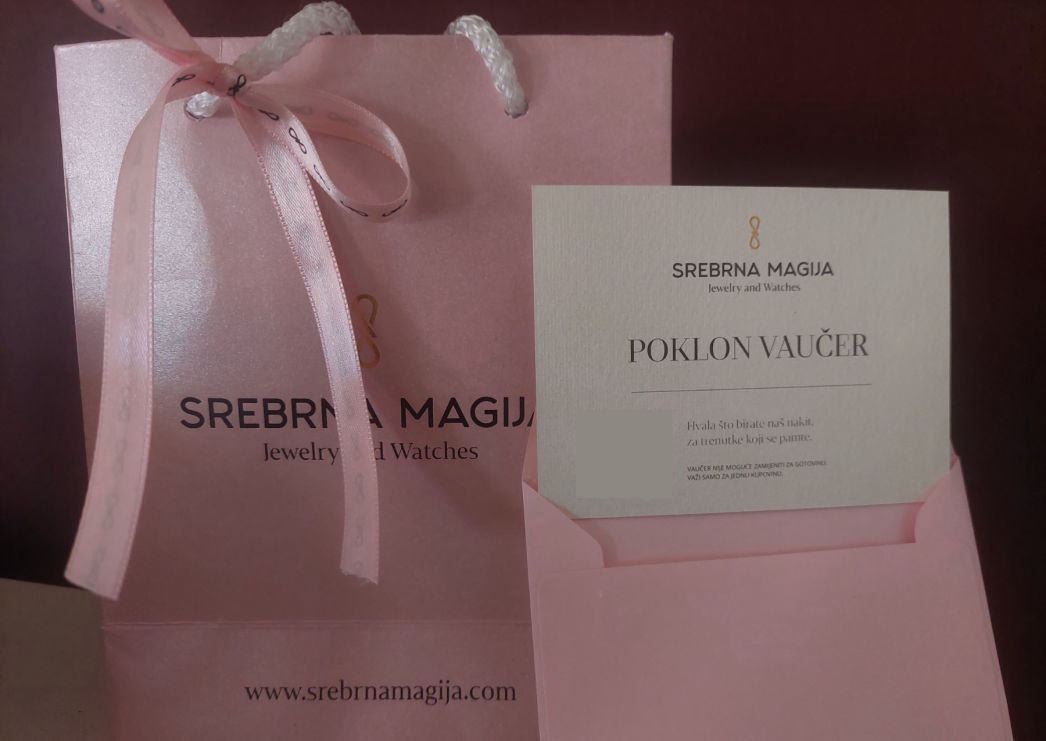 SREBRNA MAGIJA
Jewelry and Watches
www.srebrnamagija.com
SREBRNA MAGIJA
Jewelry and Watches
POKLON VAUČER
Hvala što birate naš nakit,
za trenutke koji se pamte.
VAUČER NIJE MOGUĆE ZAMIJENITI ZA GOTOVINU.
VAŽI SAMO ZA JEDNU KUPOVINU.